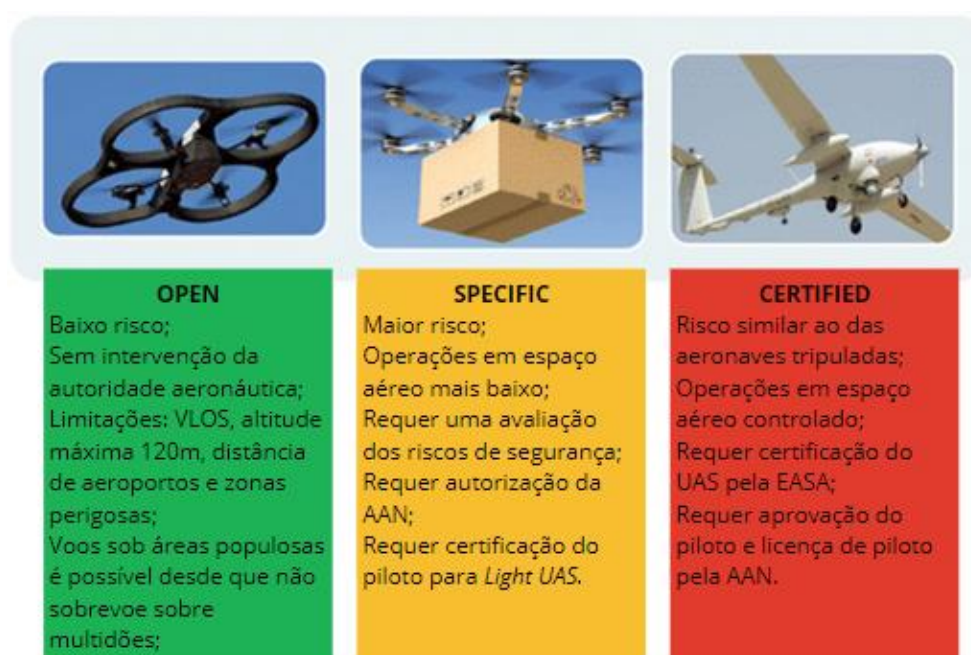 OPEN
Baixo risco;
Sem intervenção da
autoridade aeronáutica;
Limitações: VLOS, altitude
máxima 120m, distância
de aeroportos e zonas
perigosas;
Voos sob áreas populosas
é possível desde que não
sobrevoe sobre
multidões;
SPECIFIC
Maior risco;
Operações em espaço
aéreo mais baixo;
Requer uma avaliação
dos riscos de segurança;
Requer autorização da
AAN;
Requer certificação do
piloto para Light UAS.
CERTIFIED
Risco similar ao das
aeronaves tripuladas;
Operações em espaço
aéreo controlado;
Requer certificação do
UAS pela EASA;
Requer aprovação do
piloto e licença de piloto
pela AAN.